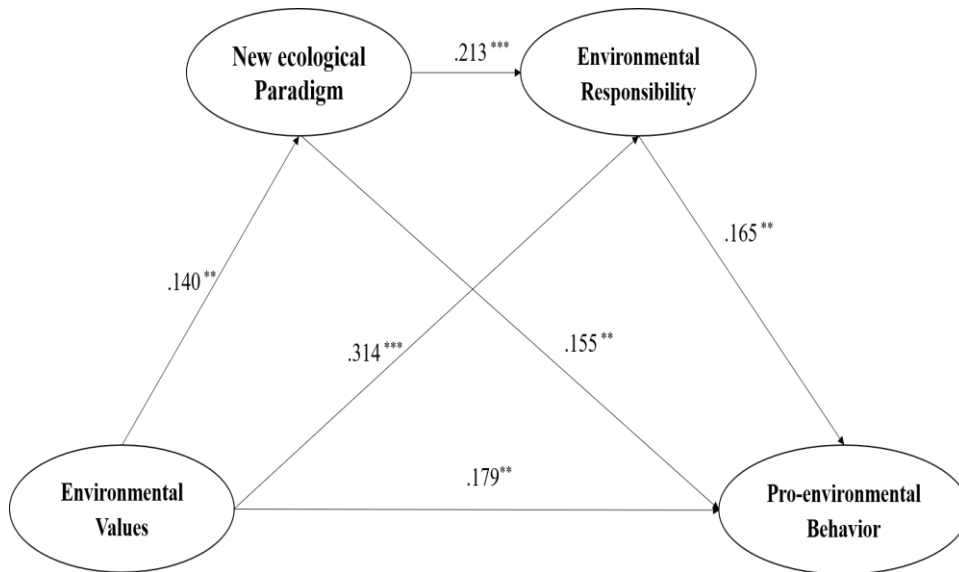 New ecological
Paradigm
.213 ***
Environmental
Responsibility
.140 **
.314 ***
.155 **
.165 **
Environmental
Values
.179**
Pro-environmental
Behavior